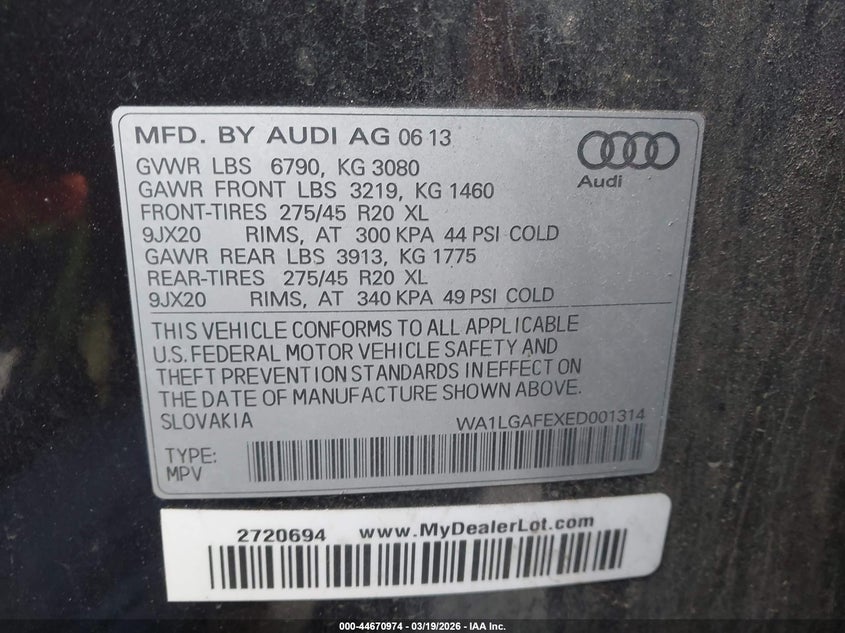 MFD. BY AUDI AG 06 13
Audi
GVWR LBS 6790, KG 3080
GAWR FRONT LBS 3219, KG 1460
FRONT-TIRES 275/45 R20 XL
9JX20 RIMS, AT 300 KPA 44 PSI COLD
GAWR REAR LBS 3913, KG 1775
REAR-TIRES 275/45 R20 XL
9JX20 RIMS, AT 340 KPA 49 PSI COLD
THIS VEHICLE CONFORMS TO ALL APPLICABLE
U.S. FEDERAL MOTOR VEHICLE SAFETY AND
THEFT PREVENTION STANDARDS IN EFFECT ON
THE DATE OF MANUFACTURE SHOWN ABOVE.
SLOVAKIA WA1LGAFEXED001314
TYPE:
MPV
2720694 www.MyDealerLot.com
000-44670974 | 03/19/2026 - IAA Inc.